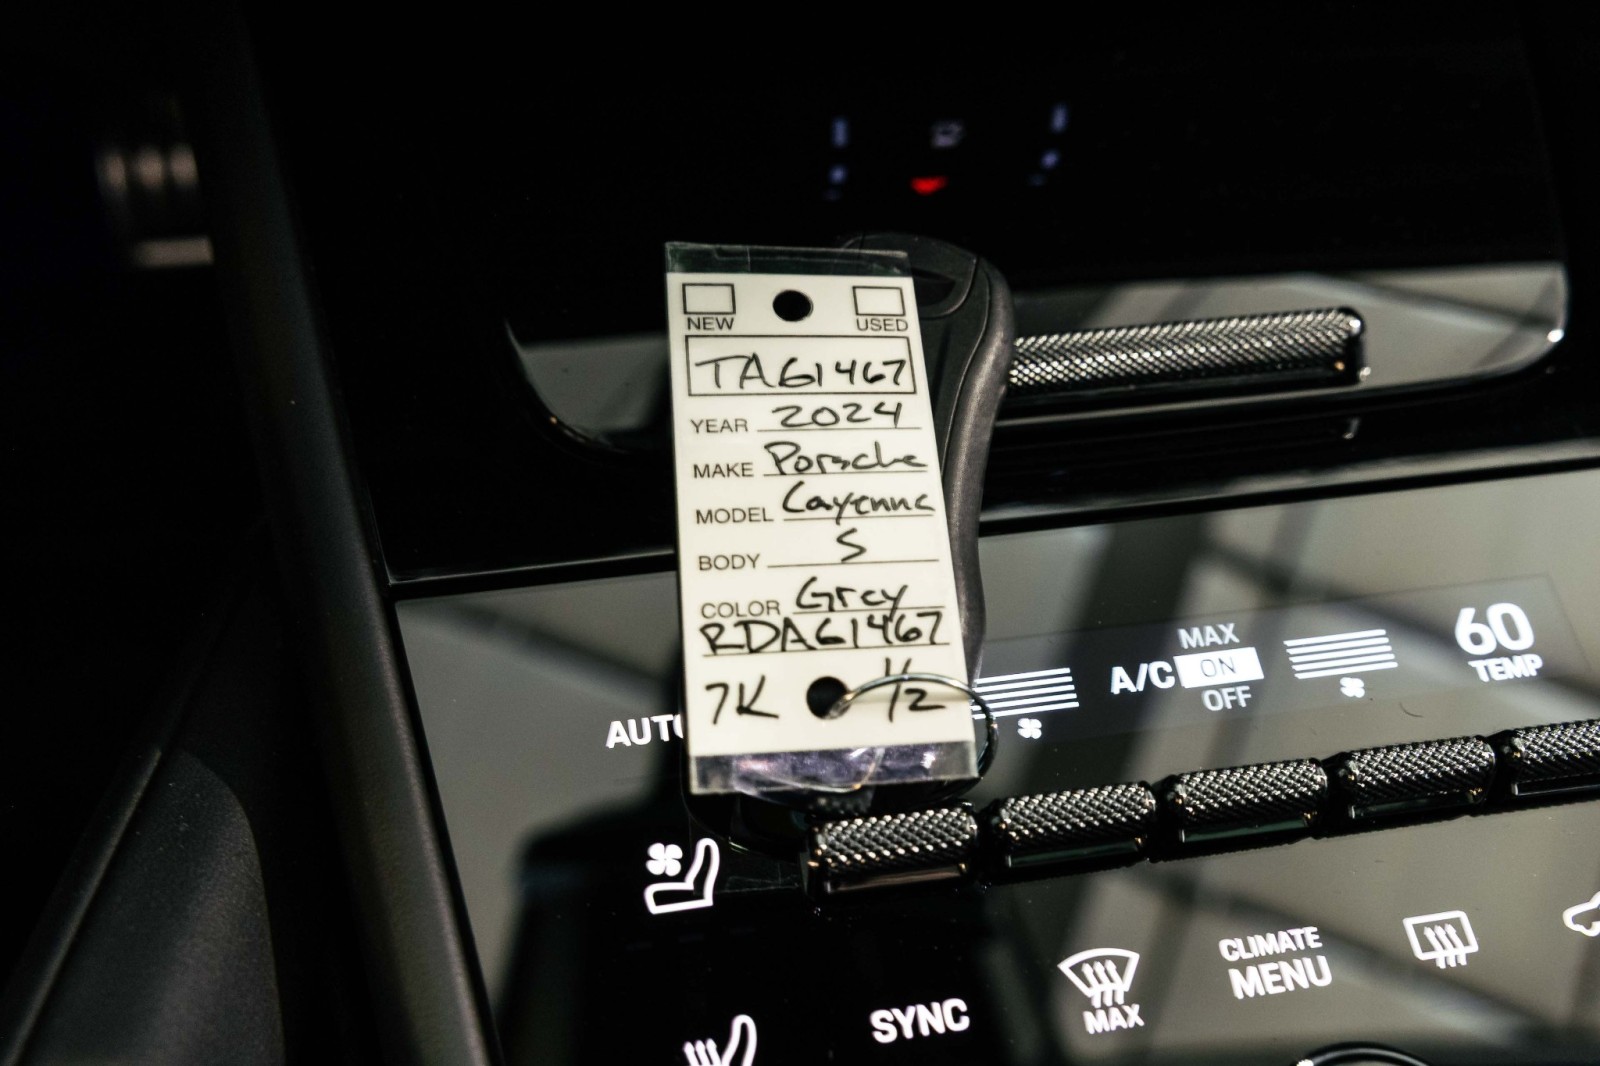 NEW USED
TA61467
YEAR 2024
MAKE Porsche
MODEL Cayenne
BODY S
COLOR Grey
RDA61467
7K 1/2
AUTO
MAX
A/C ON
OFF
60
TEMP
SYNC
MAX
CLIMATE
MENU